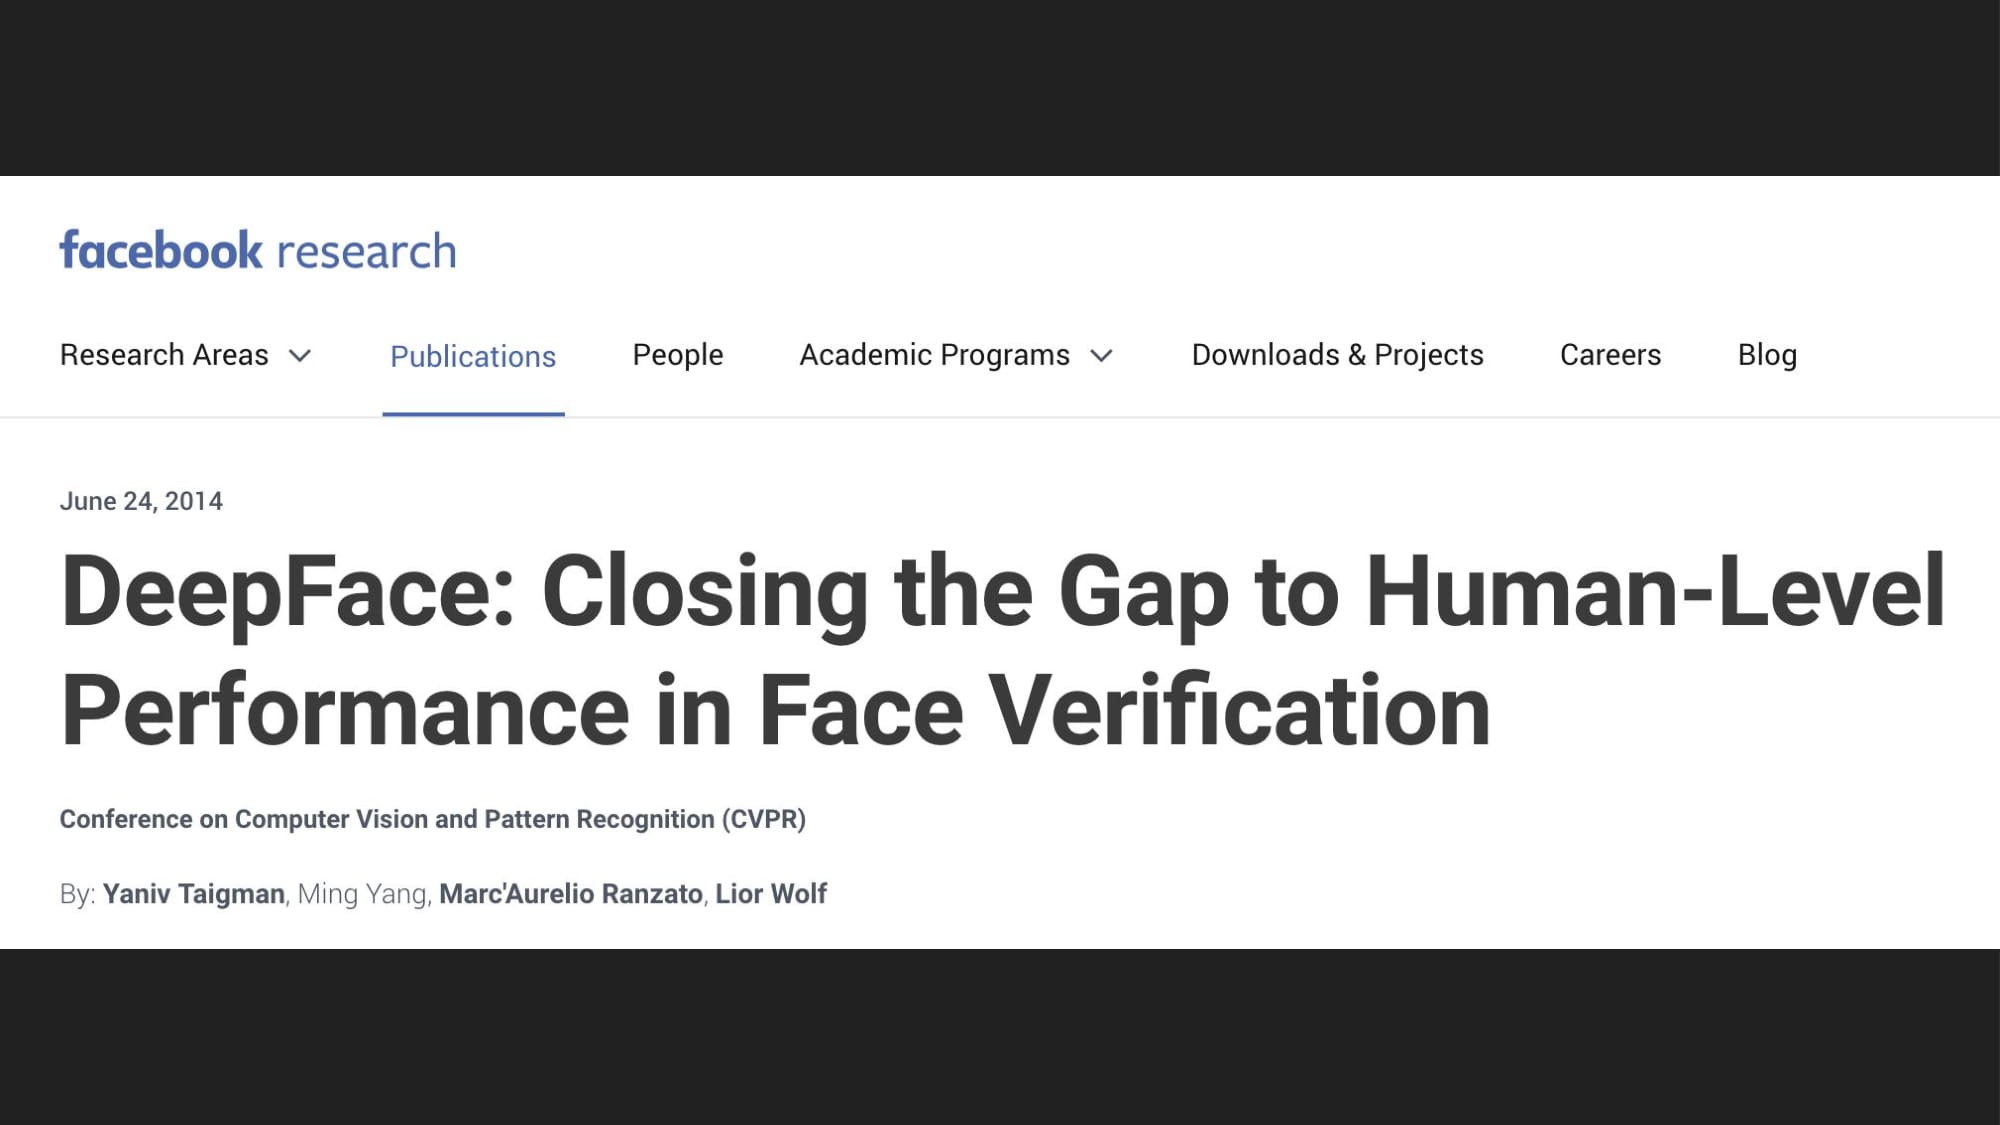 facebook research
Research Areas Publications People Academic Programs Downloads & Projects Careers Blog
June 24, 2014
DeepFace: Closing the Gap to Human-Level
Performance in Face Verification
Conference on Computer Vision and Pattern Recognition (CVPR)
By: Yaniv Taigman, Ming Yang, Marc'Aurelio Ranzato, Lior Wolf